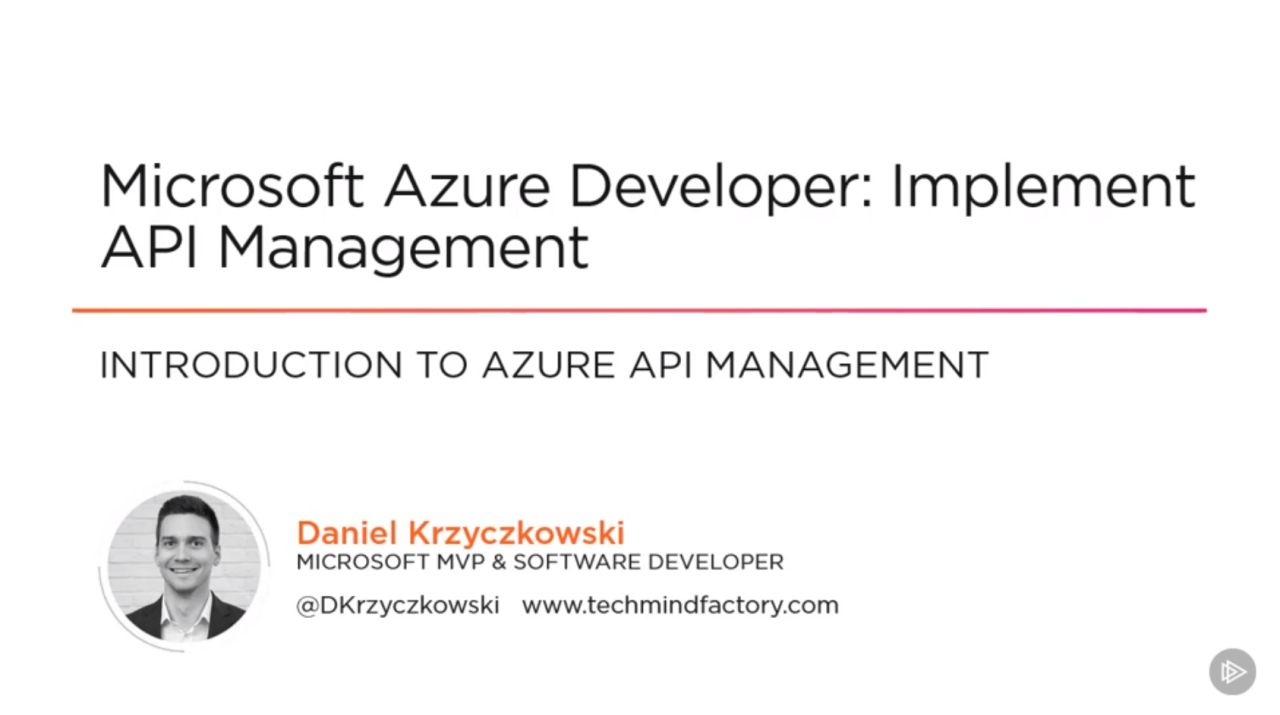 Microsoft Azure Developer: Implement
API Management
INTRODUCTION TO AZURE API MANAGEMENT
Daniel Krzyczkowski
MICROSOFT MVP & SOFTWARE DEVELOPER
@DKrzyczkowski www.techmindfactory.com